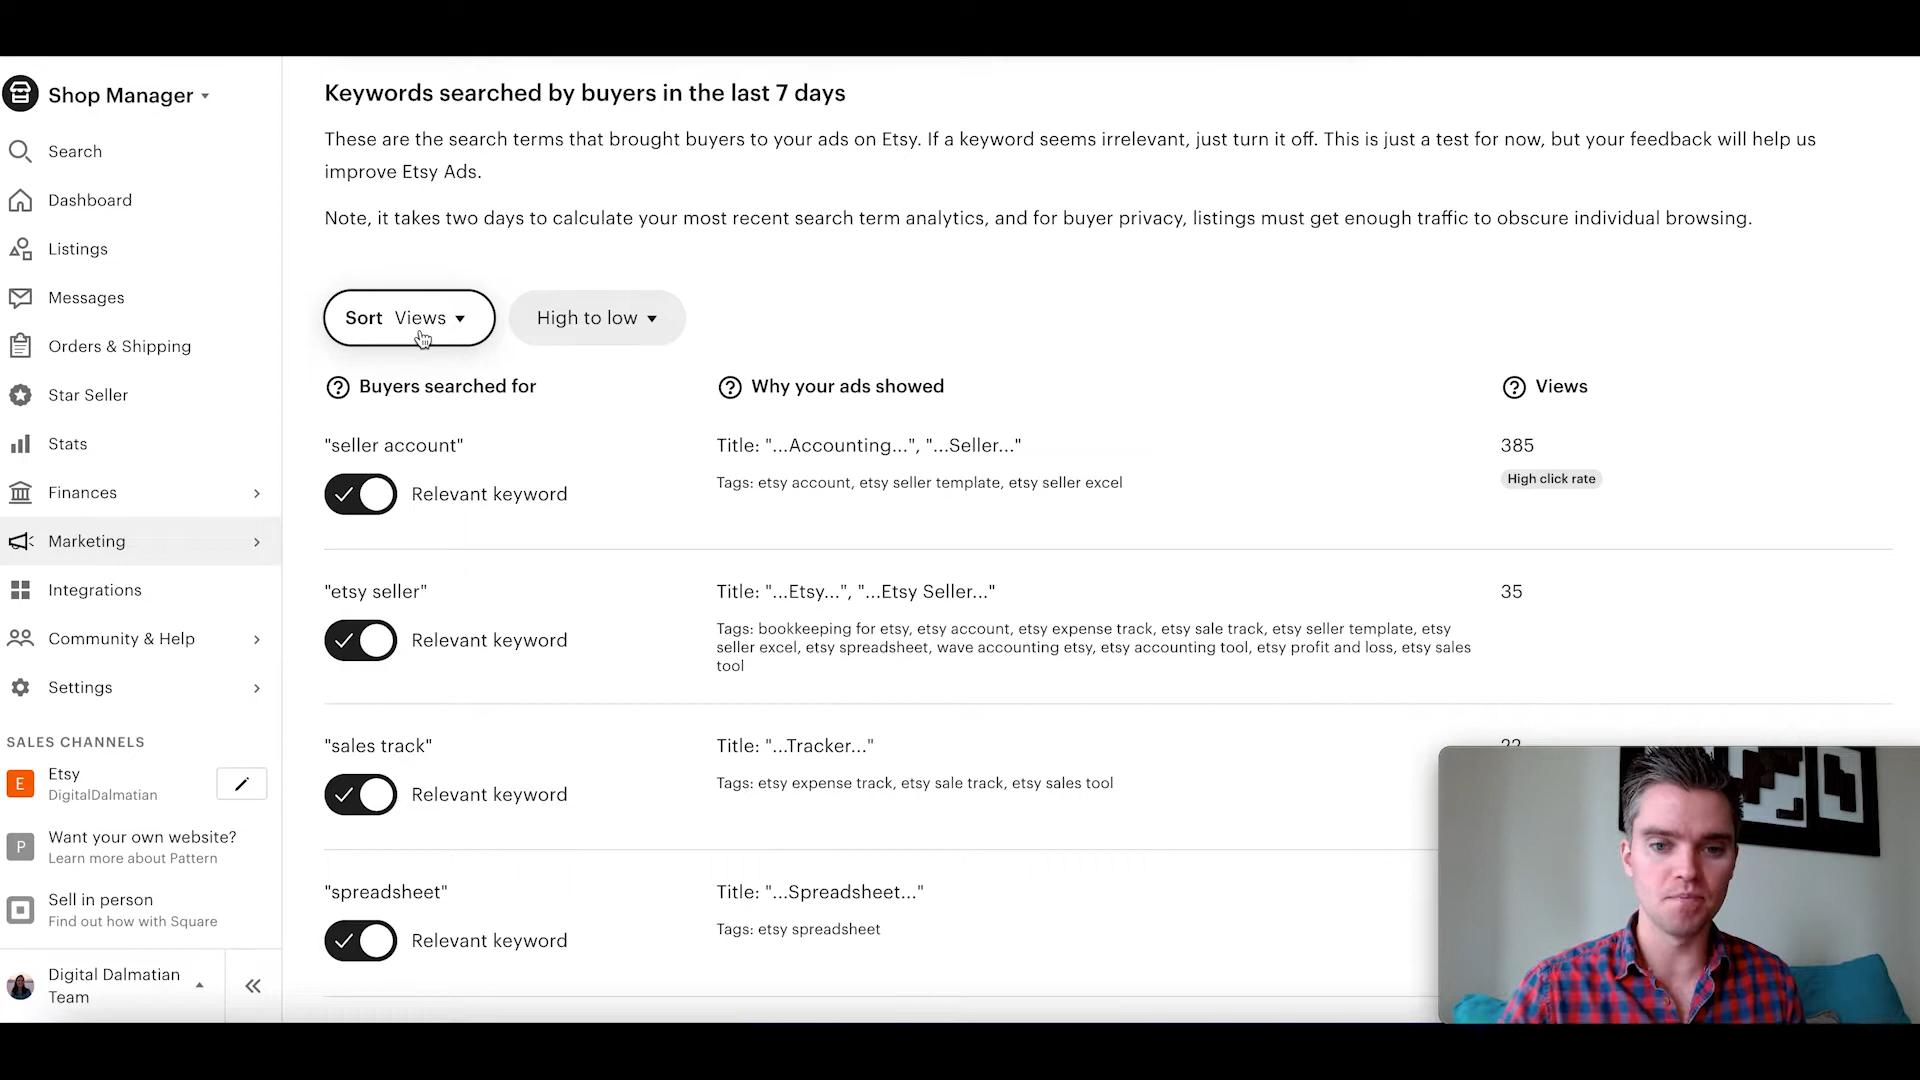 Shop Manager
Search
Dashboard
Listings
Messages
Orders & Shipping
Star Seller
Stats
Finances
Marketing
Integrations
Community & Help
Settings
SALES CHANNELS
E
Etsy
DigitalDalmatian
P
Want your own website?
Learn more about Pattern
Sell in person
Find out how with Square
Digital Dalmatian
Team
Keywords searched by buyers in the last 7 days
These are the search terms that brought buyers to your ads on Etsy. If a keyword seems irrelevant, just turn it off. This is just a test for now, but your feedback will help us
improve Etsy Ads.
Note, it takes two days to calculate your most recent search term analytics, and for buyer privacy, listings must get enough traffic to obscure individual browsing.
Sort Views
High to low
Buyers searched for
Why your ads showed
Views
"seller account"
Relevant keyword
Title: "...Accounting...", "...Seller..."
Tags: etsy account, etsy seller template, etsy seller excel
385
High click rate
"etsy seller"
Relevant keyword
Title: "...Etsy...", "...Etsy Seller..."
Tags: bookkeeping for etsy, etsy account, etsy expense track, etsy sale track, etsy seller template, etsy
seller excel, etsy spreadsheet, wave accounting etsy, etsy accounting tool, etsy profit and loss, etsy sales
tool
35
"sales track"
Relevant keyword
Title: "...Tracker..."
Tags: etsy expense track, etsy sale track, etsy sales tool
"spreadsheet"
Relevant keyword
Title: "...Spreadsheet..."
Tags: etsy spreadsheet